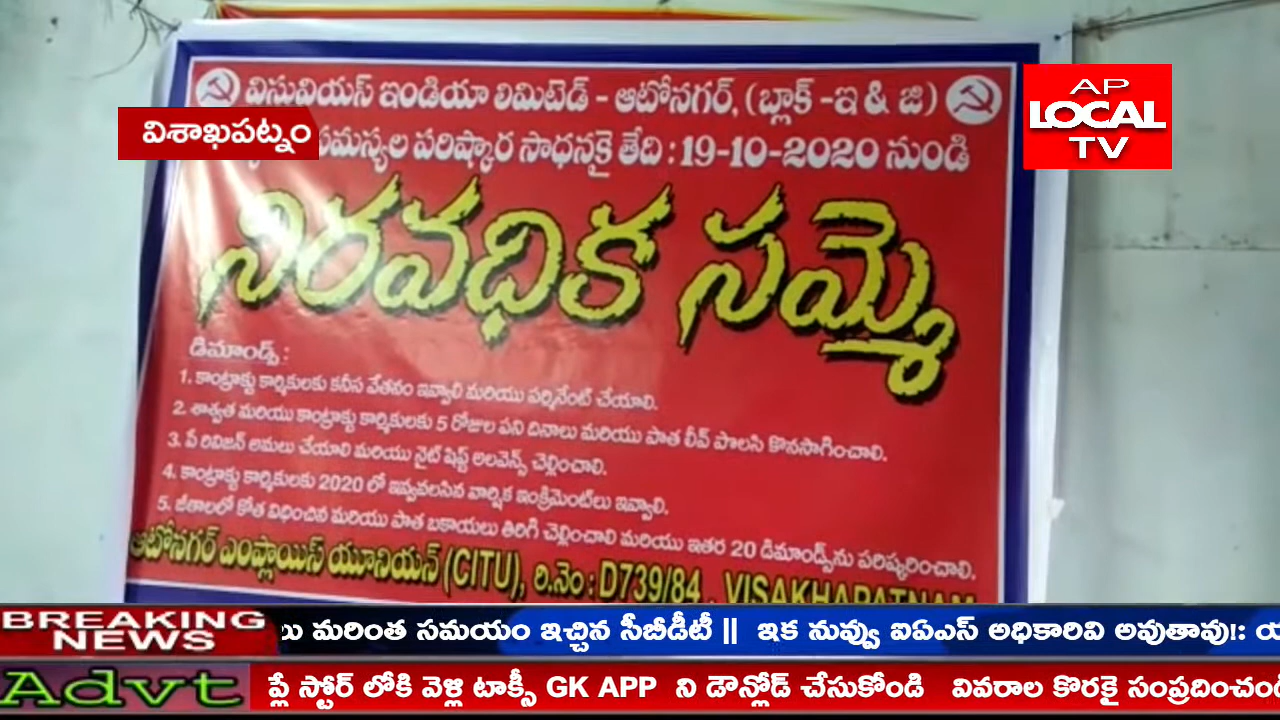 విసువియస్ ఇండియా లిమిటెడ్ - ఆటోనగర్, (బ్లాక్ -ఇ & జి)
AP
LOCAL
TV
విశాఖపట్నం
సమస్యల పరిష్కార సాధనకై తేది : 19-10-2020 నుండి
నిరవధిక సమ్మె
డిమాండ్స్ :
1. కాంట్రాక్టు కార్మికులకు కనీస వేతనం ఇవ్వాలి మరియు పర్మినెంట్ చేయాలి.
2. శాశ్వత మరియు కాంట్రాక్టు కార్మికులకు 5 రోజుల పని దినాలు మరియు పాత లీవ్ పాలసి కొనసాగించాలి.
3. పే రివిజన్ అమలు చేయాలి మరియు నైట్ షిఫ్ట్ అలవెన్స్ చెల్లించాలి.
4. కాంట్రాక్టు కార్మికులకు 2020 లో ఇవ్వవలసిన వార్షిక ఇంక్రిమెంట్‌లు ఇవ్వాలి.
5. జీతాలలో కోత విధించిన మరియు పాత బకాయలు తిరిగి చెల్లించాలి మరియు ఇతర 20 డిమాండ్స్‌ను పరిష్కరించాలి.
ఆటోనగర్ ఎంప్లాయిస్ యూనియన్ (CITU), రి.నెం : D739/84 , VISAKHAPATNAM
BREAKING NEWS
లు మరింత సమయం ఇచ్చిన సీబీడీటీ || ఇక నువ్వు ఐఏఎస్ అధికారివి అవుతావు!: య
Advt
ప్లే స్టోర్ లోకి వెళ్లి టాక్సీ GK APP ని డౌన్లోడ్ చేసుకోండి వివరాల కొరకై సంప్రదించండి